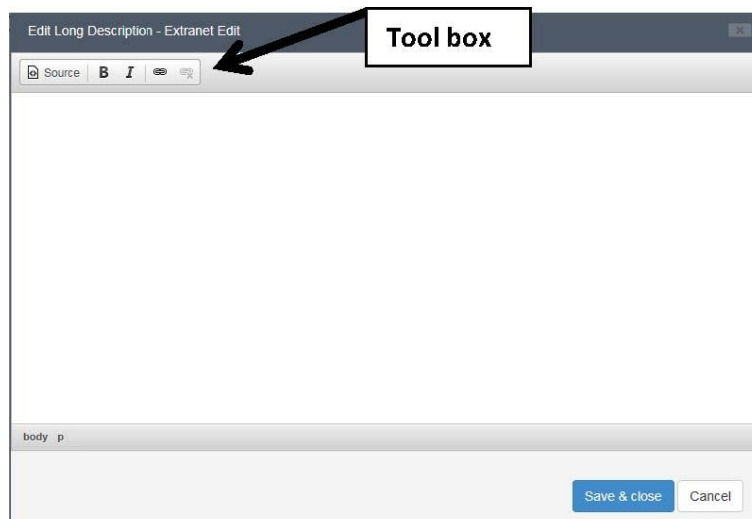 Edit Long Description - Extranet Edit
Tool box
Source B I
body p
Save & close Cancel